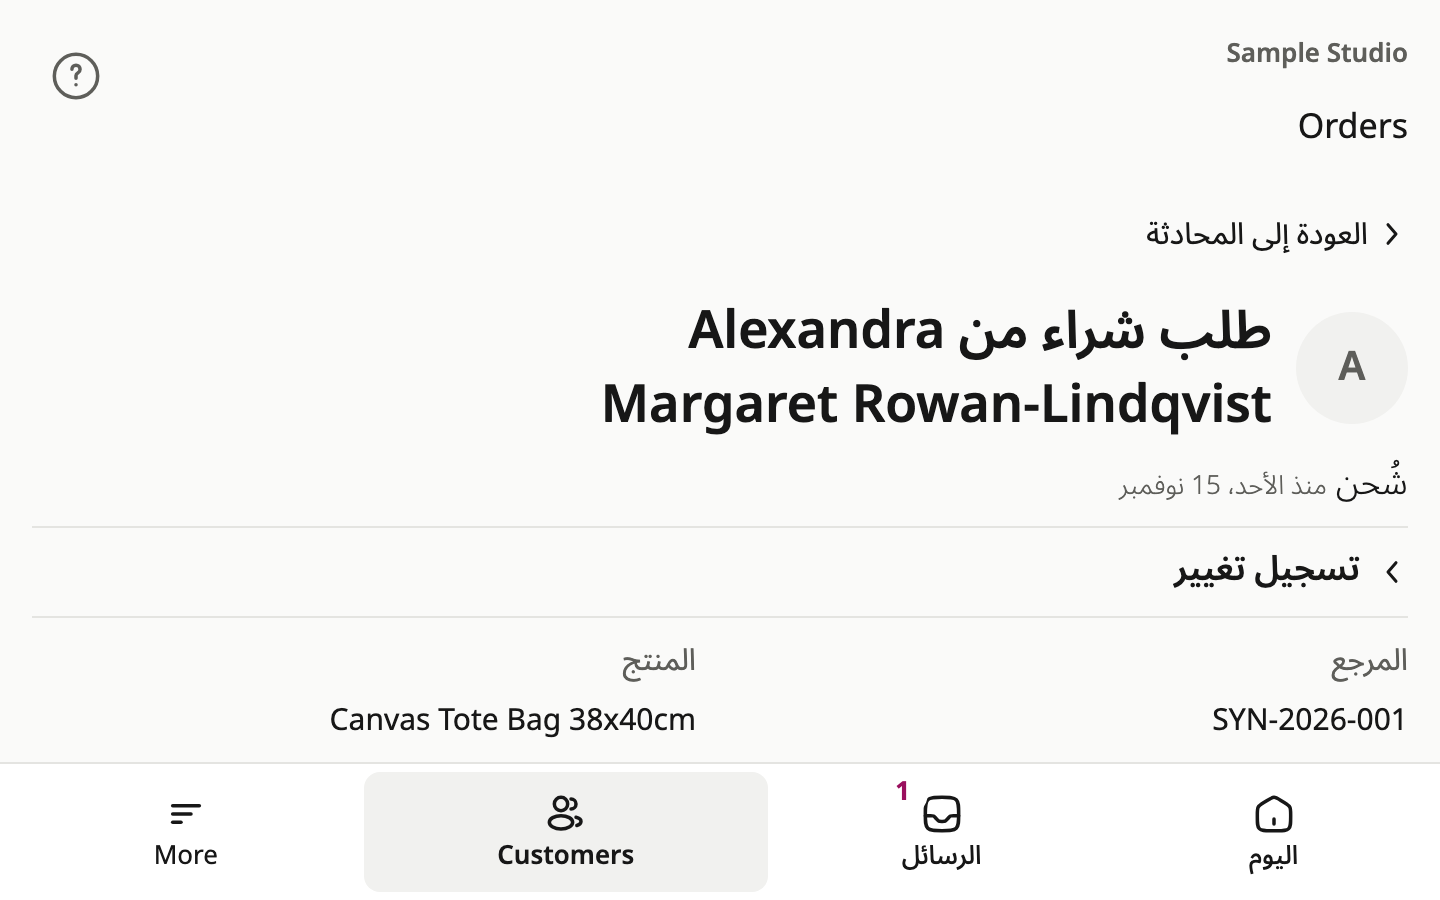 Sample Studio
Orders
العودة إلى المحادثة
A
طلب شراء من Alexandra
Margaret Rowan-Lindqvist
شُحن منذ الأحد، 15 نوفمبر
تسجيل تغيير
المرجع
SYN-2026-001
المنتج
Canvas Tote Bag 38x40cm
اليوم
1
الرسائل
Customers
More